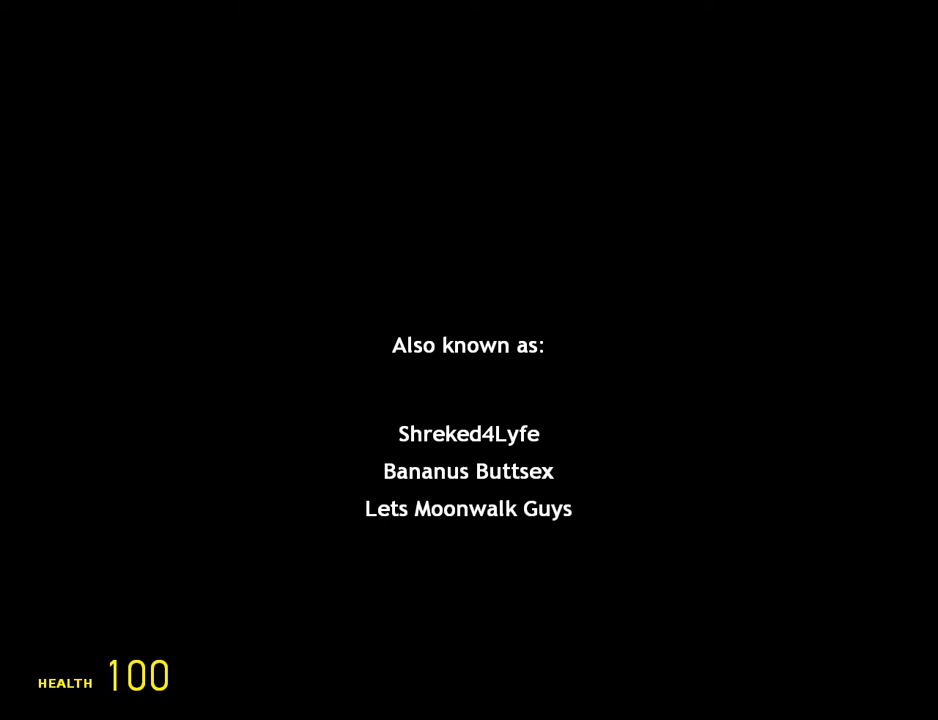 Also known as:
Shreked4Lyfe
Bananus Buttsex
Lets Moonwalk Guys
HEALTH 100